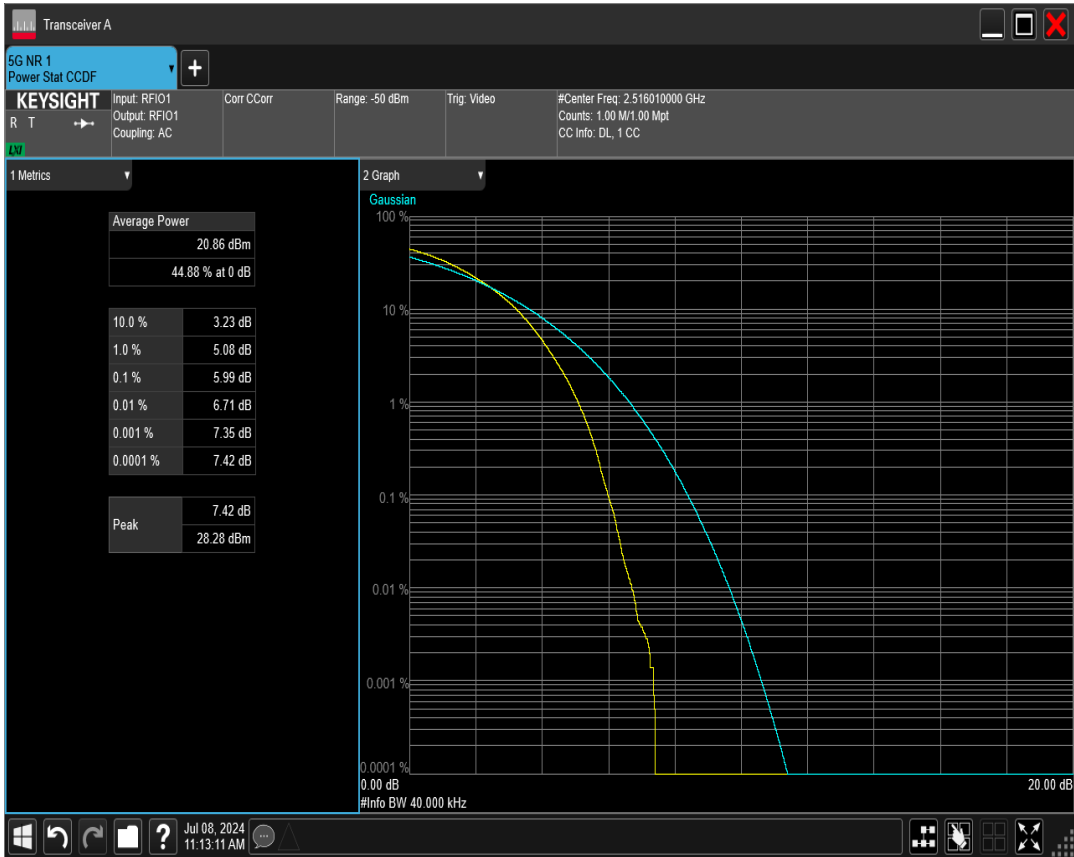 Transceiver A
5G NR 1
Power Stat CCDF
+
KEYSIGHT
R T
LXI
Input: RFIO1
Output: RFIO1
Coupling: AC
Corr CCorr
Range: -50 dBm
Trig: Video
#Center Freq: 2.516010000 GHz
Counts: 1.00 M/1.00 Mpt
CC Info: DL, 1 CC
1 Metrics
Average Power
20.86 dBm
44.88 % at 0 dB
10.0 % 3.23 dB
1.0 % 5.08 dB
0.1 % 5.99 dB
0.01 % 6.71 dB
0.001 % 7.35 dB
0.0001 % 7.42 dB
Peak
7.42 dB
28.28 dBm
2 Graph
Gaussian
100 %
10 %
1 %
0.1 %
0.01 %
0.001 %
0.0001 %
0.00 dB 20.00 dB
#Info BW 40.000 kHz
?
Jul 08, 2024
11:13:11 AM